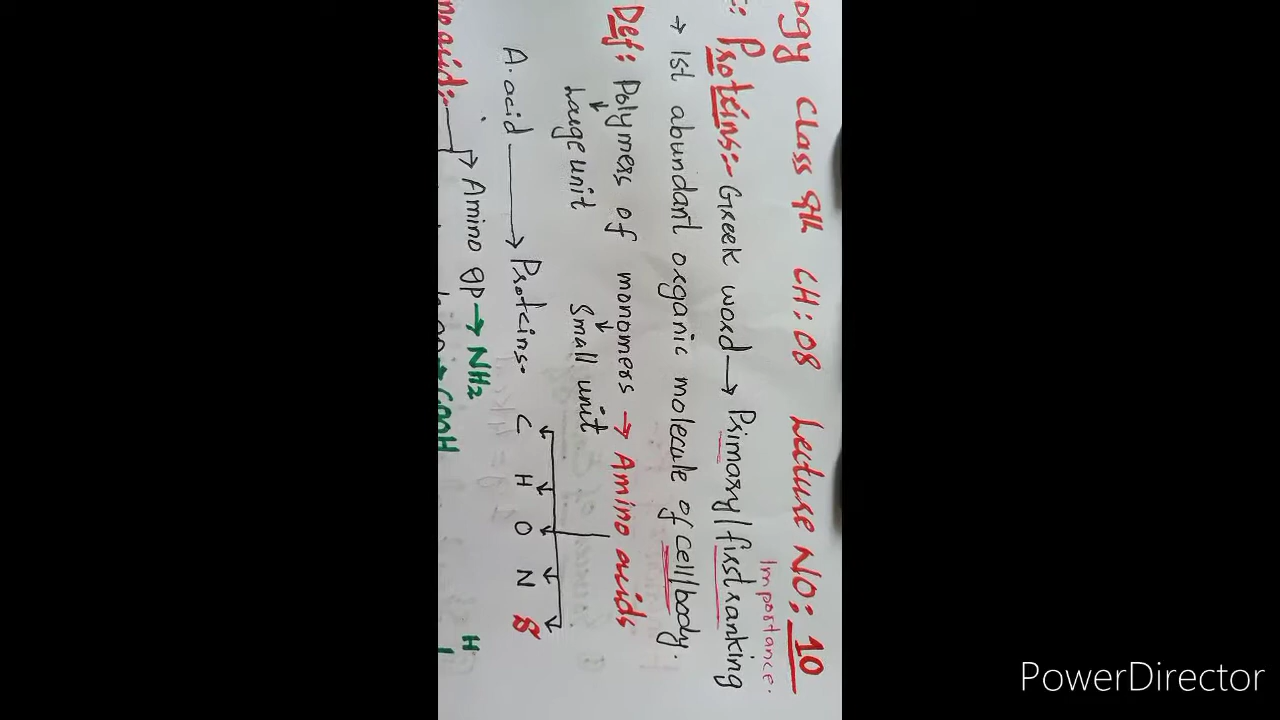 ogy Class 9th CH: 08 Lecture NO: 10
: Proteins:- Greek word → Primary/first ranking
Importance.
→ 1st abundant organic molecule of cell/body.
Def: Polymers of monomers → Amino acids
Large unit Small unit
A. acid → Proteins. C H O N S
no acid:- → Amino gp → NH2
→ COOH
H
PowerDirector